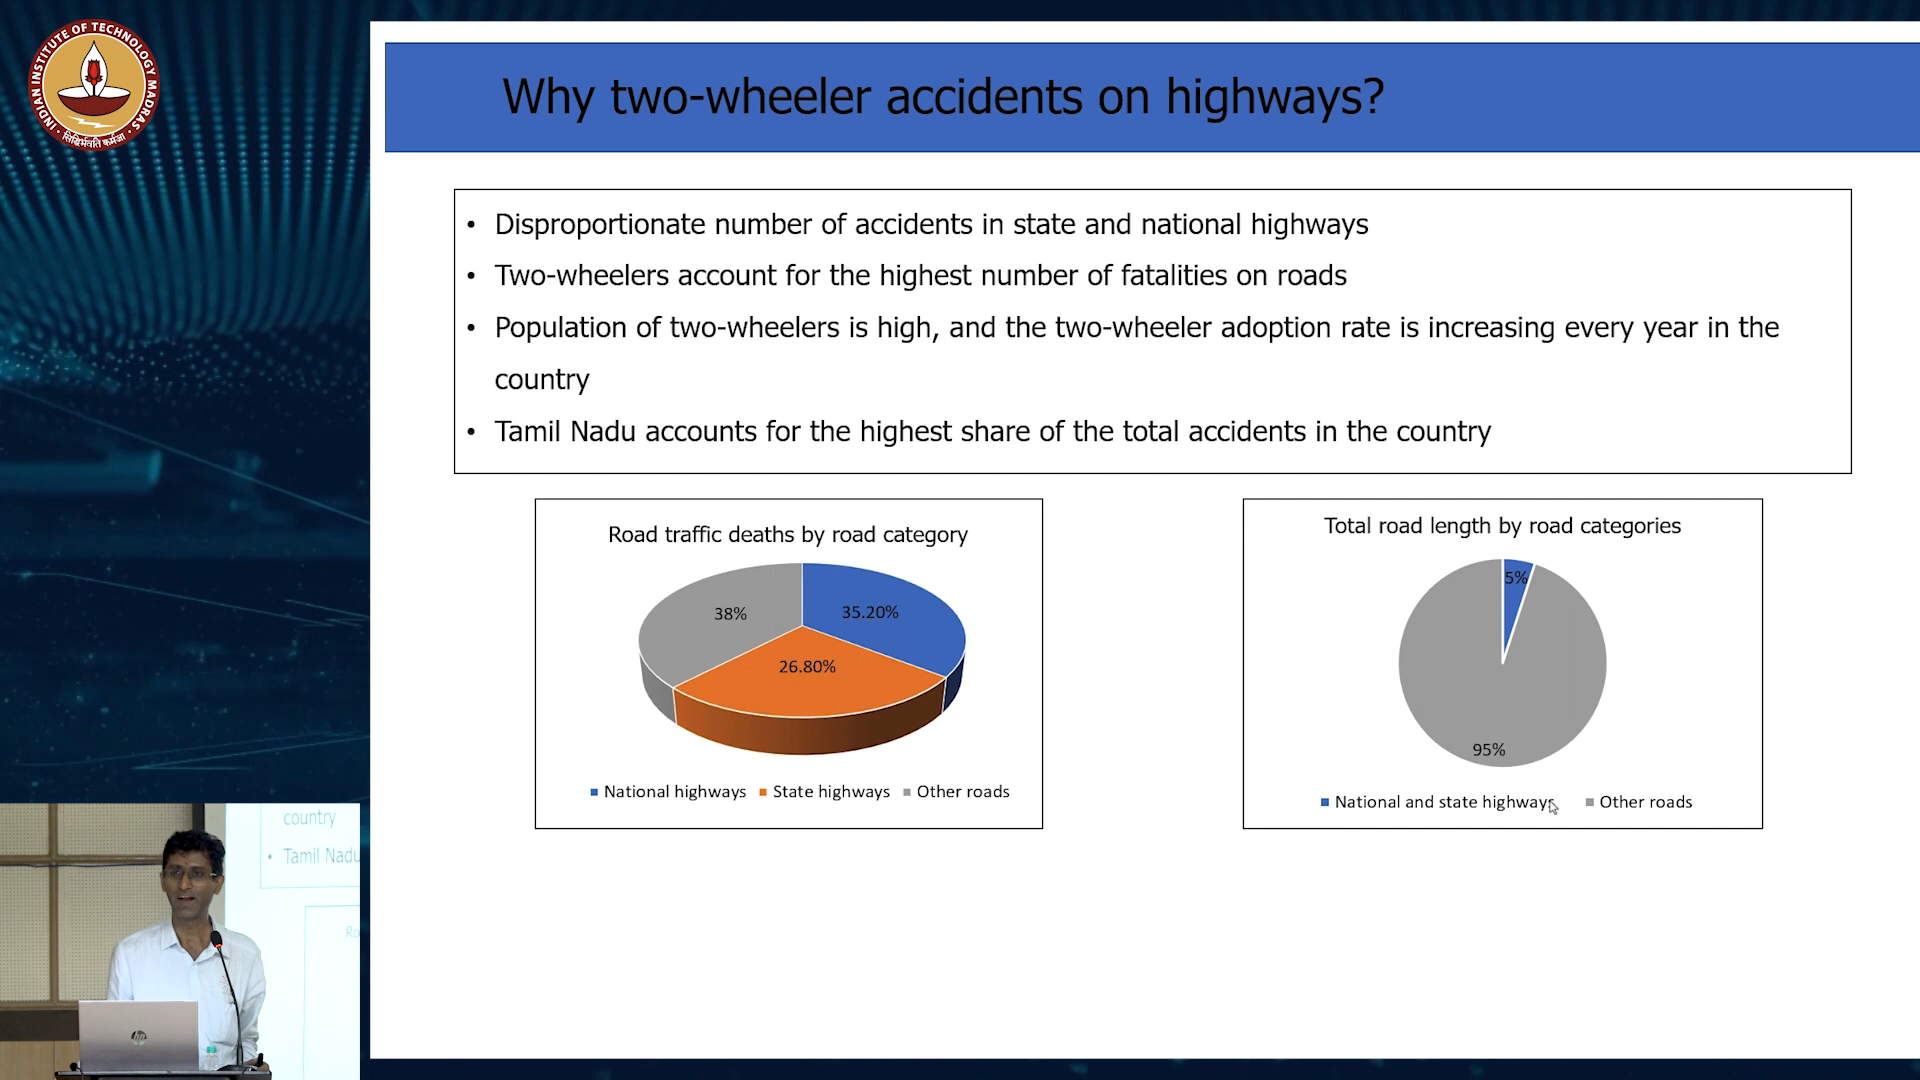 INDIAN INSTITUTE OF TECHNOLOGY MADRAS
सिद्धिर्भवति कर्मजा
Why two-wheeler accidents on highways?
• Disproportionate number of accidents in state and national highways
• Two-wheelers account for the highest number of fatalities on roads
• Population of two-wheelers is high, and the two-wheeler adoption rate is increasing every year in the
country
• Tamil Nadu accounts for the highest share of the total accidents in the country
Road traffic deaths by road category
38%
35.20%
26.80%
National highways State highways Other roads
Total road length by road categories
5%
95%
National and state highways Other roads
country
• Tamil Nadu
hp